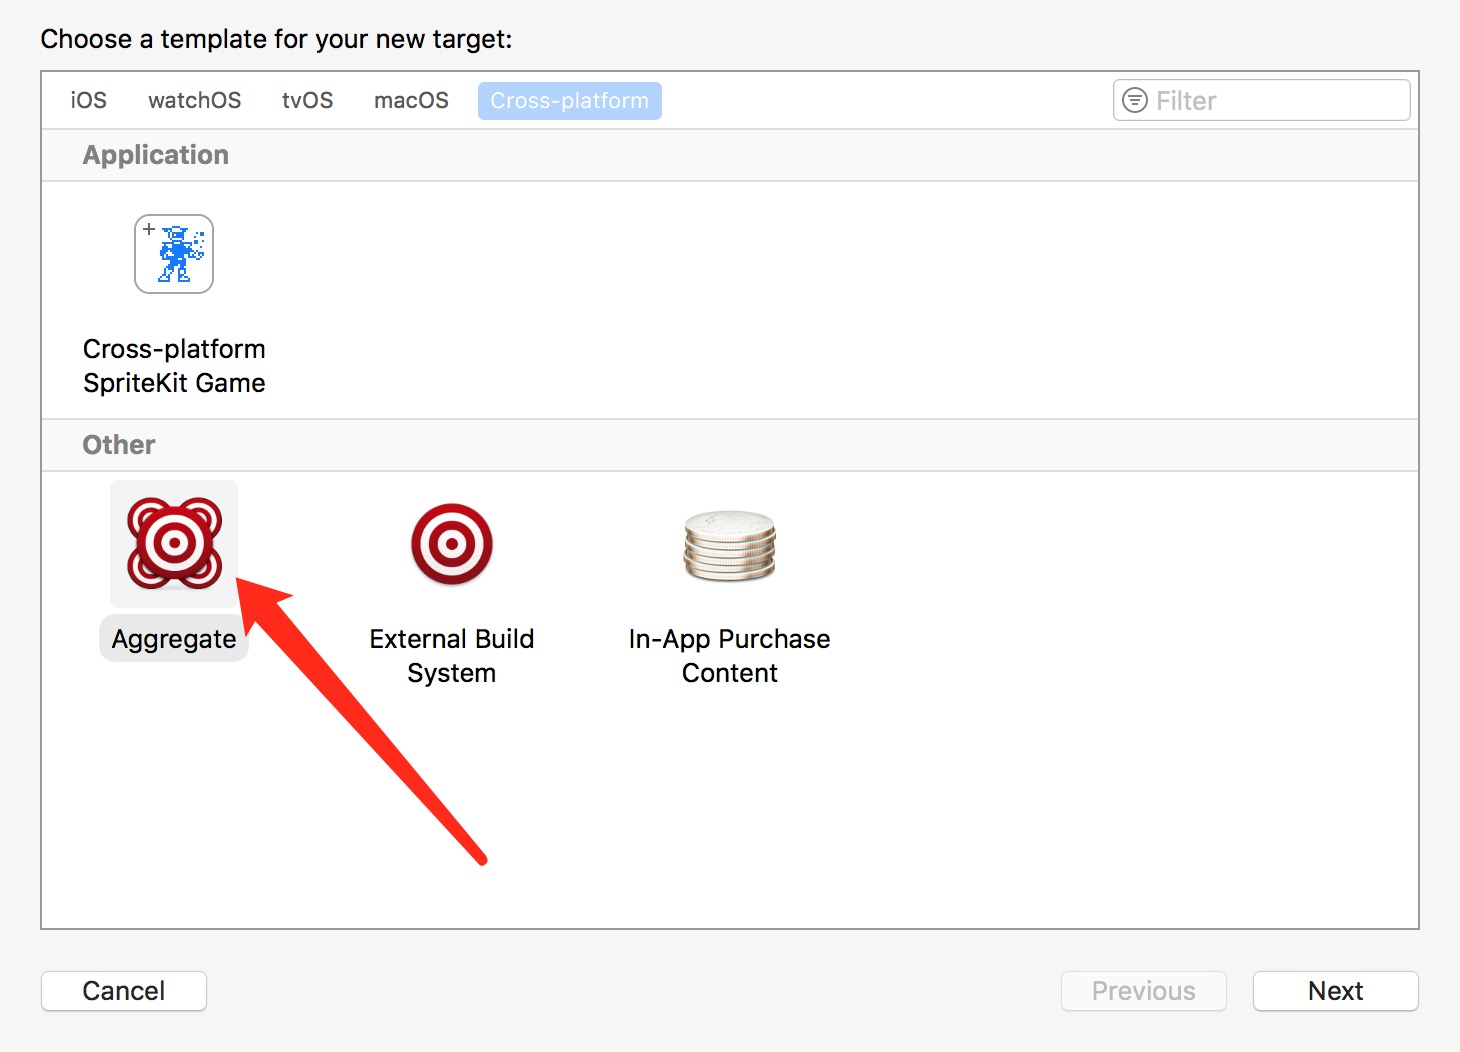 Choose a template for your new target:
iOS watchOS tvOS macOS Cross-platform Filter
Application
Cross-platform
SpriteKit Game
Other
Aggregate External Build In-App Purchase
System Content
Cancel Previous Next